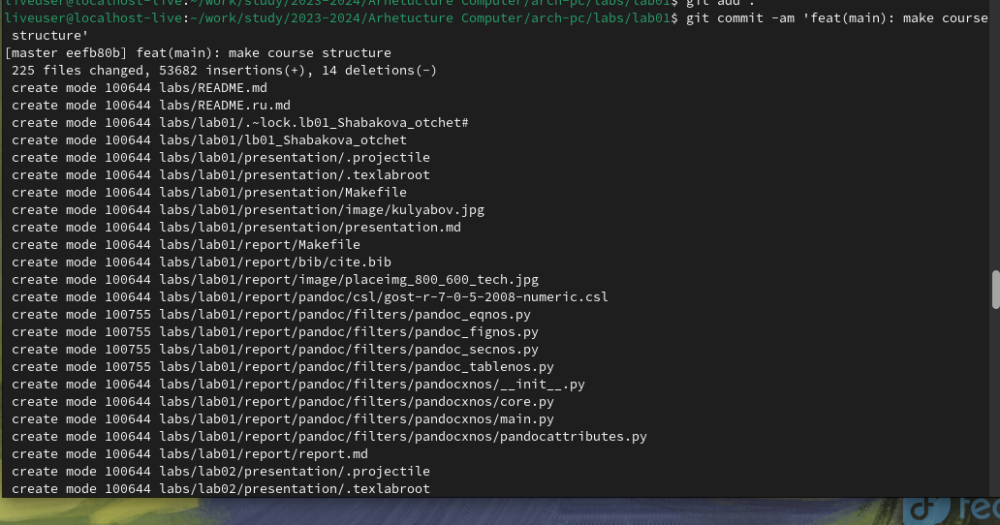 liveuser@localhost-live:~/work/study/2023-2024/Arhetucture Computer/arch-pc/labs/lab01$ git add .
liveuser@localhost-live:~/work/study/2023-2024/Arhetucture Computer/arch-pc/labs/lab01$ git commit -am 'feat(main): make course
structure'
[master eefb80b] feat(main): make course structure
225 files changed, 53682 insertions(+), 14 deletions(-)
create mode 100644 labs/README.md
create mode 100644 labs/README.ru.md
create mode 100644 labs/lab01/.~lock.lb01_Shabakova_otchet#
create mode 100644 labs/lab01/lb01_Shabakova_otchet
create mode 100644 labs/lab01/presentation/.projectile
create mode 100644 labs/lab01/presentation/.texlabroot
create mode 100644 labs/lab01/presentation/Makefile
create mode 100644 labs/lab01/presentation/image/kulyabov.jpg
create mode 100644 labs/lab01/presentation/presentation.md
create mode 100644 labs/lab01/report/Makefile
create mode 100644 labs/lab01/report/bib/cite.bib
create mode 100644 labs/lab01/report/image/placeimg_800_600_tech.jpg
create mode 100644 labs/lab01/report/pandoc/csl/gost-r-7-0-5-2008-numeric.csl
create mode 100755 labs/lab01/report/pandoc/filters/pandoc_eqnos.py
create mode 100755 labs/lab01/report/pandoc/filters/pandoc_fignos.py
create mode 100755 labs/lab01/report/pandoc/filters/pandoc_secnos.py
create mode 100755 labs/lab01/report/pandoc/filters/pandoc_tablenos.py
create mode 100644 labs/lab01/report/pandoc/filters/pandocxnos/__init__.py
create mode 100644 labs/lab01/report/pandoc/filters/pandocxnos/core.py
create mode 100644 labs/lab01/report/pandoc/filters/pandocxnos/main.py
create mode 100644 labs/lab01/report/pandoc/filters/pandocxnos/pandocattributes.py
create mode 100644 labs/lab01/report/report.md
create mode 100644 labs/lab02/presentation/.projectile
create mode 100644 labs/lab02/presentation/.texlabroot